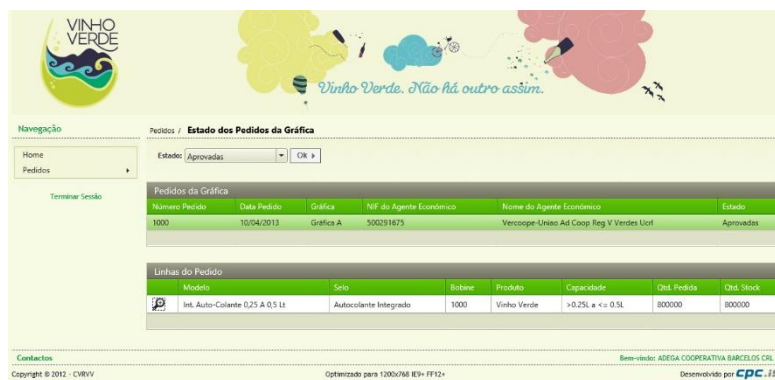 VINHO
VERDE
Vinho Verde. Não há outro assim.
Navegação
Pedidos / Estado dos Pedidos da Gráfica
Home
Pedidos
Terminar Sessão
Estado: Aprovadas Ok
Pedidos da Gráfica
Número Pedido Data Pedido Gráfica NIF do Agente Económico Nome do Agente Económico Estado
1000 10/04/2013 Gráfica A 500291675 Vercoope-Uniao Ad Coop Reg V Verdes Ucrl Aprovadas
Linhas do Pedido
Modelo Selo Bobine Produto Capacidade Qtd. Pedida Qtd. Stock
Int. Auto-Colante 0,25 A 0,5 Lt Autocolante Integrado 1000 Vinho Verde >0.25L a <= 0.5L 800000 800000
Contactos Bem-vindo: ADEGA COOPERATIVA BARCELOS CRL
Copyright © 2012 - CVRVV Optimizado para 1200x768 IE9+ FF12+ Desenvolvido por cpc.it